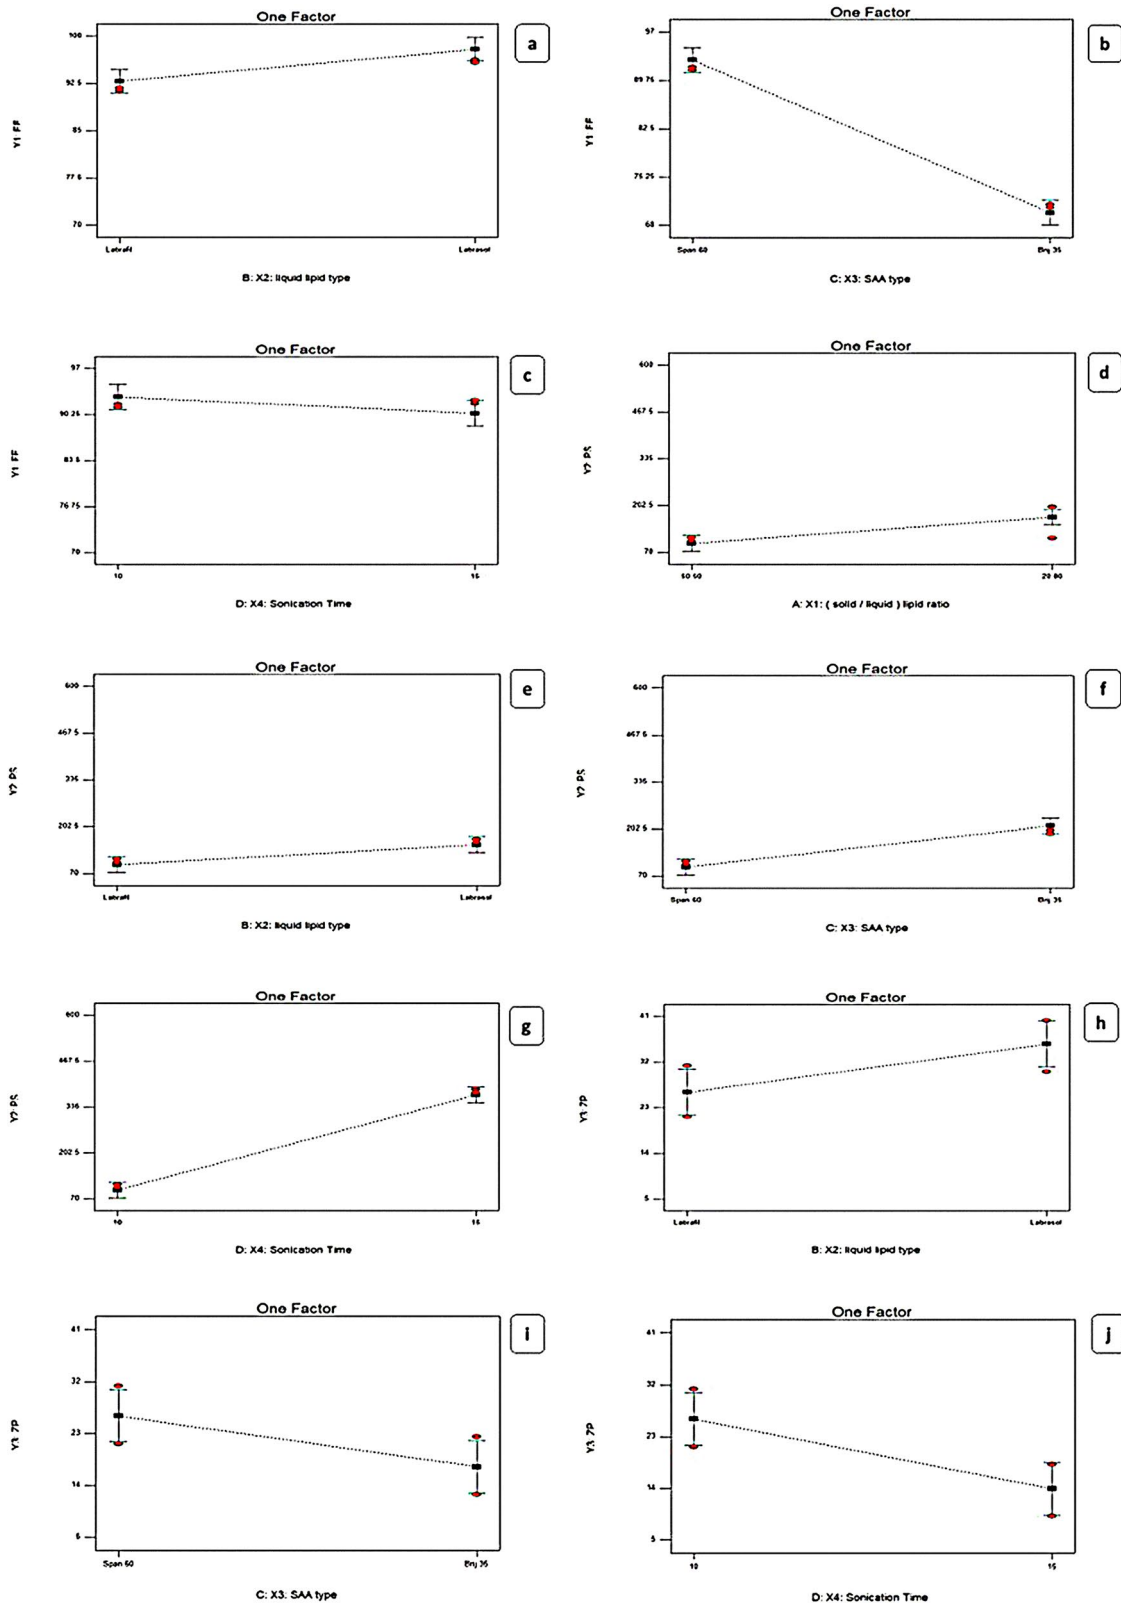 One Factor
a
100
92.5
85
77.5
70
Y1: EE
Labrafil
Labrasol
B: X2: liquid lipid type
One Factor
b
97
89.75
82.5
75.25
68
Y1: EE
Span 60
Brij 35
C: X3: SAA type
One Factor
c
97
90.25
83.5
76.75
70
Y1: EE
10
15
D: X4: Sonication Time
One Factor
d
600
467.5
335
202.5
70
Y2: PS
20:80
A: X1: ( solid / liquid ) lipid ratio
One Factor
e
600
467.5
335
202.5
70
Y2: PS
Labrafil
Labrasol
B: X2: liquid lipid type
One Factor
f
600
467.5
335
202.5
70
Y2: PS
Span 60
Brij 35
C: X3: SAA type
One Factor
g
600
467.5
335
202.5
70
Y2: PS
10
15
D: X4: Sonication Time
One Factor
h
41
32
23
14
5
Y3: ZP
Labrafil
Labrasol
B: X2: liquid lipid type
One Factor
i
41
32
23
14
5
Y3: ZP
Span 60
Brij 35
C: X3: SAA type
One Factor
j
41
32
23
14
5
Y3: ZP
10
15
D: X4: Sonication Time